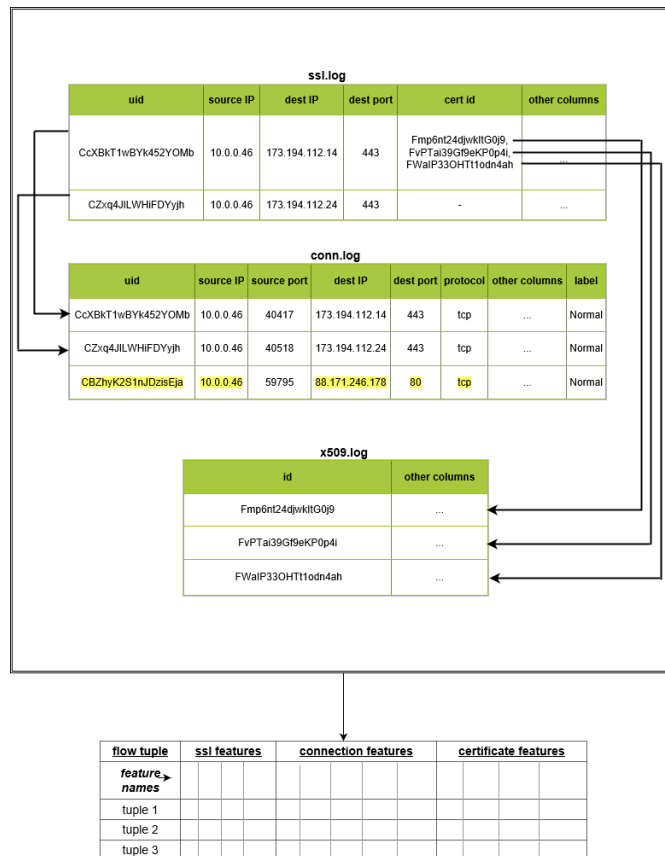 ssl.log
uid source IP dest IP dest port cert id other columns
CcXBkT1wBYk452YOMb 10.0.0.46 173.194.112.14 443 Fmp6nt24djwkltG0j9,
FvPTai39Gf9eKP0p4i,
FWalP33OHTt1odn4ah ...
CZxq4JlLWHiFDYyjh 10.0.0.46 173.194.112.24 443 - ...
conn.log
uid source IP source port dest IP dest port protocol other columns label
CcXBkT1wBYk452YOMb 10.0.0.46 40417 173.194.112.14 443 tcp ... Normal
CZxq4JlLWHiFDYyjh 10.0.0.46 40518 173.194.112.24 443 tcp ... Normal
CBZhyK2S1nJDzisEja 10.0.0.46 59795 88.171.246.178 80 tcp ... Normal
x509.log
id other columns
Fmp6nt24djwkltG0j9 ...
FvPTai39Gf9eKP0p4i ...
FWalP33OHTt1odn4ah ...
flow tuple ssl features connection features certificate features
feature
names
tuple 1
tuple 2
tuple 3